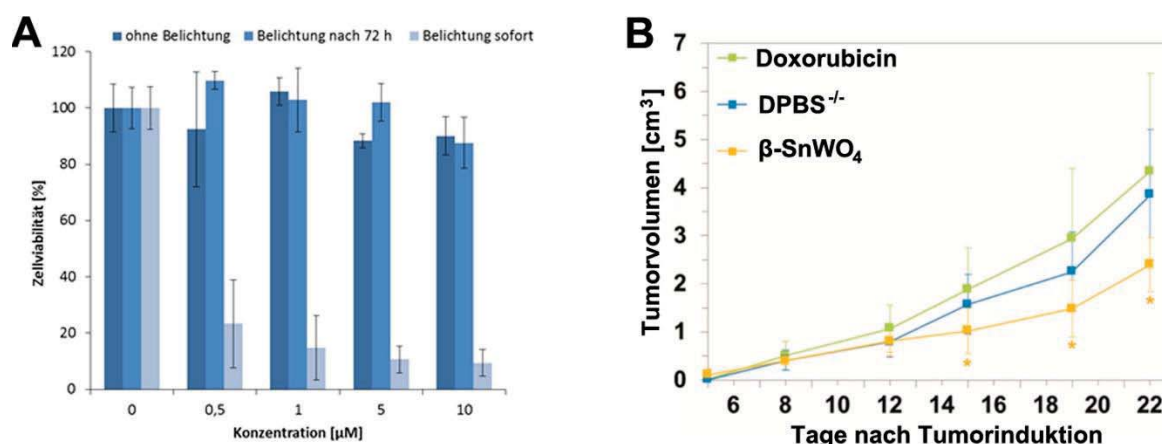 A
ohne Belichtung Belichtung nach 72 h Belichtung sofort
Zellviabilität [%]
120
100
80
60
40
20
0
0 0,5 1 5 10
Konzentration [µM]
B
Tumorvolumen [cm³]
7
6
5
4
3
2
1
0
Doxorubicin
DPBS⁻/⁻
β-SnWO₄
* * *
6 8 10 12 14 16 18 20 22
Tage nach Tumorinduktion